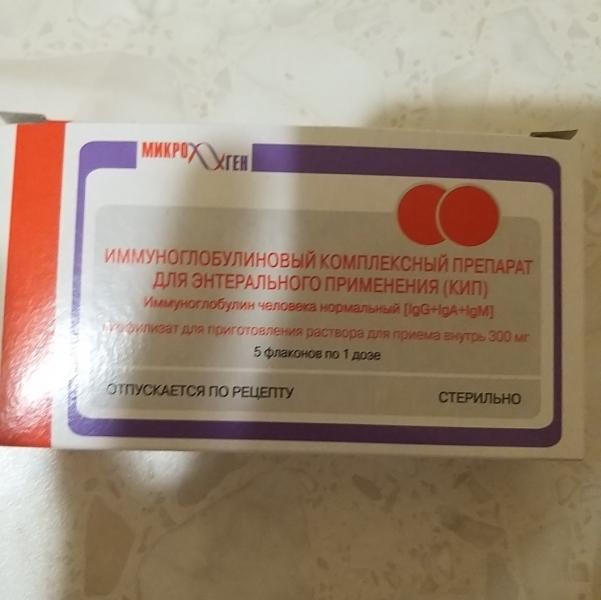 МИКРОГЕН
ИММУНОГЛОБУЛИНОВЫЙ КОМПЛЕКСНЫЙ ПРЕПАРАТ
ДЛЯ ЭНТЕРАЛЬНОГО ПРИМЕНЕНИЯ (КИП)
Иммуноглобулин человека нормальный [IgG+IgA+IgM]
лиофилизат для приготовления раствора для приема внутрь 300 мг
5 флаконов по 1 дозе
ОТПУСКАЕТСЯ ПО РЕЦЕПТУ
СТЕРИЛЬНО